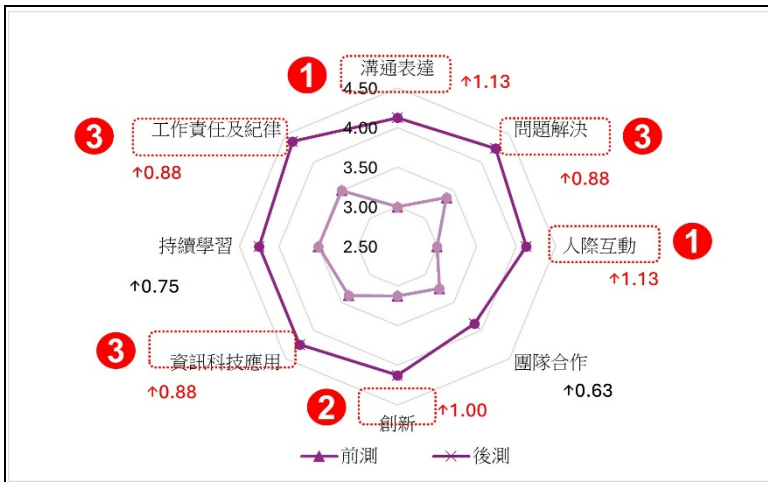 1 溝通表達 ↑1.13
4.50
4.00
3.50
3.00
2.50
3 工作責任及紀律 ↑0.88
問題解決 3 ↑0.88
持續學習 ↑0.75
人際互動 1 ↑1.13
3 資訊科技應用 ↑0.88
團隊合作 ↑0.63
2 創新 ↑1.00
前測 後測